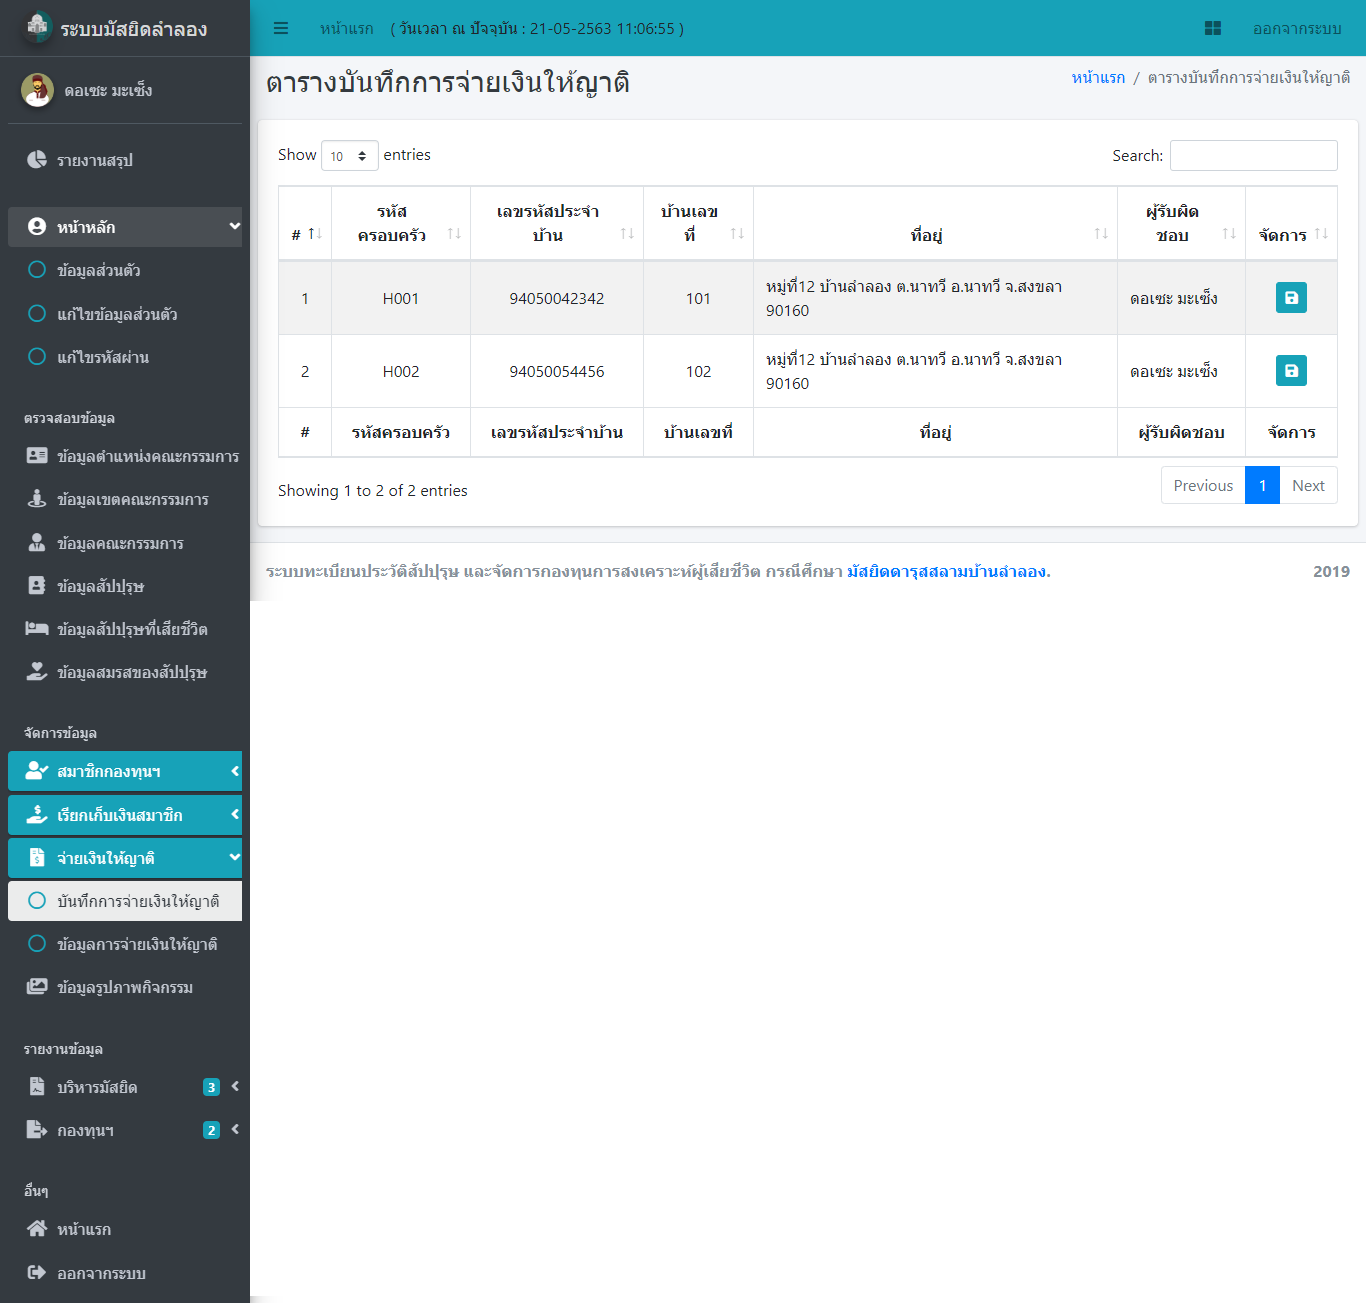 ระบบมัสยิดลำลอง
ดอเซะ มะเซ็ง
รายงานสรุป
หน้าหลัก
ข้อมูลส่วนตัว
แก้ไขข้อมูลส่วนตัว
แก้ไขรหัสผ่าน
ตรวจสอบข้อมูล
ข้อมูลตำแหน่งคณะกรรมการ
ข้อมูลเขตคณะกรรมการ
ข้อมูลคณะกรรมการ
ข้อมูลสัปปุรุษ
ข้อมูลสัปปุรุษที่เสียชีวิต
ข้อมูลสมรสของสัปปุรุษ
จัดการข้อมูล
สมาชิกกองทุนฯ
เรียกเก็บเงินสมาชิก
จ่ายเงินให้ญาติ
บันทึกการจ่ายเงินให้ญาติ
ข้อมูลการจ่ายเงินให้ญาติ
ข้อมูลรูปภาพกิจกรรม
รายงานข้อมูล
บริหารมัสยิด 3
กองทุนฯ 2
อื่นๆ
หน้าแรก
ออกจากระบบ
หน้าแรก ( วันเวลา ณ ปัจจุบัน : 21-05-2563 11:06:55 ) ออกจากระบบ
ตารางบันทึกการจ่ายเงินให้ญาติ หน้าแรก / ตารางบันทึกการจ่ายเงินให้ญาติ
Show 10 entries Search:
# รหัสครอบครัว เลขรหัสประจำบ้าน บ้านเลขที่ ที่อยู่ ผู้รับผิดชอบ จัดการ
1 H001 94050042342 101 หมู่ที่12 บ้านลำลอง ต.นาทวี อ.นาทวี จ.สงขลา 90160 ดอเซะ มะเซ็ง
2 H002 94050054456 102 หมู่ที่12 บ้านลำลอง ต.นาทวี อ.นาทวี จ.สงขลา 90160 ดอเซะ มะเซ็ง
# รหัสครอบครัว เลขรหัสประจำบ้าน บ้านเลขที่ ที่อยู่ ผู้รับผิดชอบ จัดการ
Showing 1 to 2 of 2 entries Previous 1 Next
ระบบทะเบียนประวัติสัปปุรุษ และจัดการกองทุนการสงเคราะห์ผู้เสียชีวิต กรณีศึกษา มัสยิดดารุสสลามบ้านลำลอง. 2019